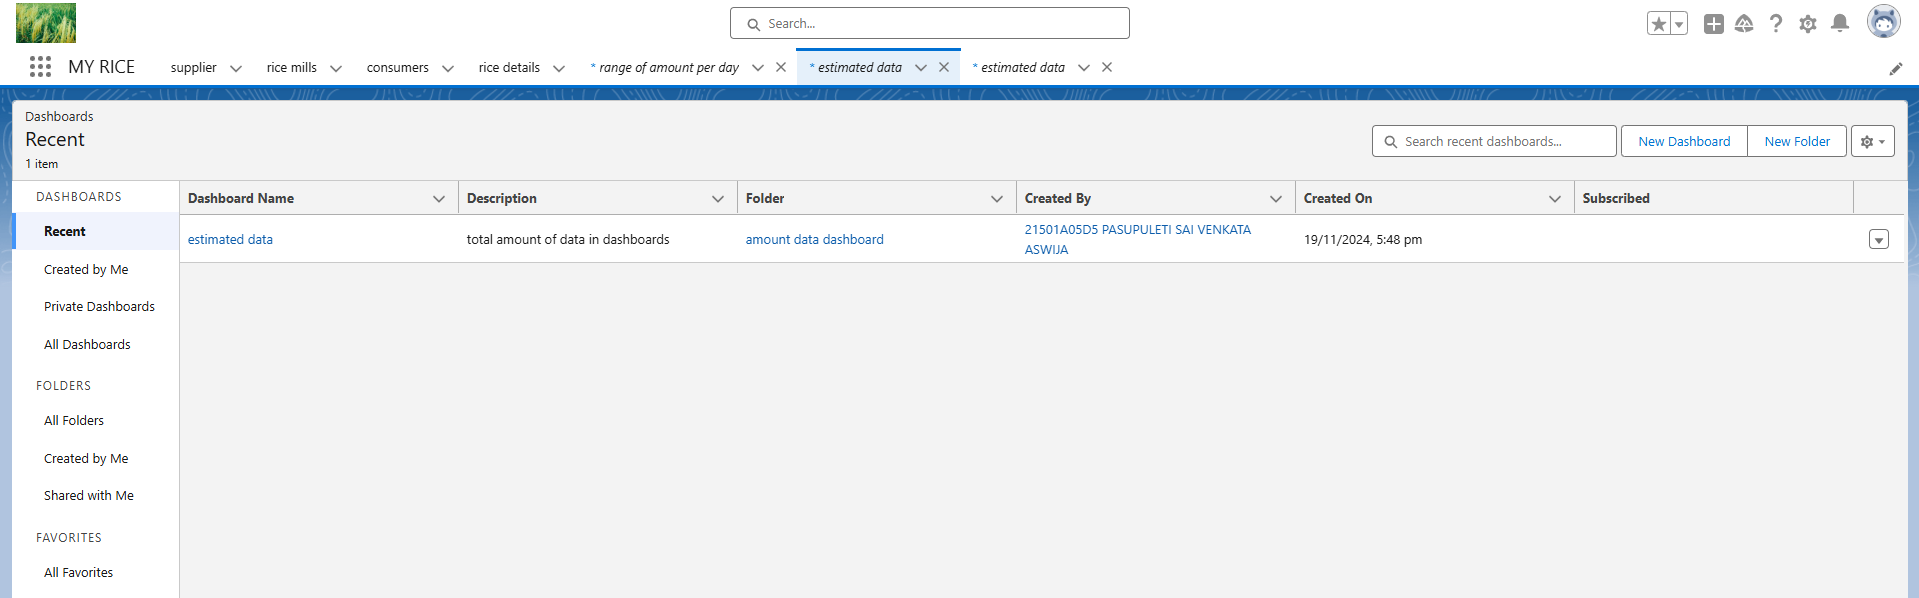 Search...
MY RICE
supplier
rice mills
consumers
rice details
* range of amount per day
* estimated data
* estimated data
Dashboards
Recent
1 item
Search recent dashboards...
New Dashboard
New Folder
DASHBOARDS
Recent
Created by Me
Private Dashboards
All Dashboards
FOLDERS
All Folders
Created by Me
Shared with Me
FAVORITES
All Favorites
Dashboard Name
Description
Folder
Created By
Created On
Subscribed
estimated data
total amount of data in dashboards
amount data dashboard
21501A05D5 PASUPULETI SAI VENKATA
ASWIJA
19/11/2024, 5:48 pm